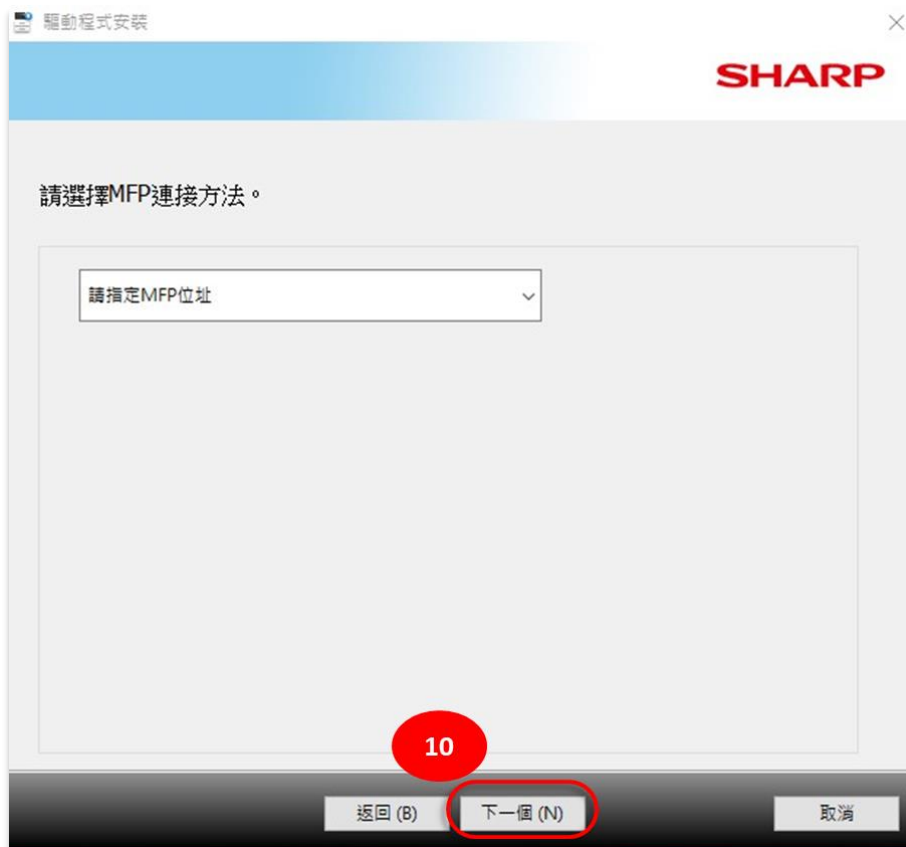 驅動程式安裝
SHARP
請選擇MFP連接方法。
請指定MFP位址
10
返回 (B)
下一個 (N)
取消